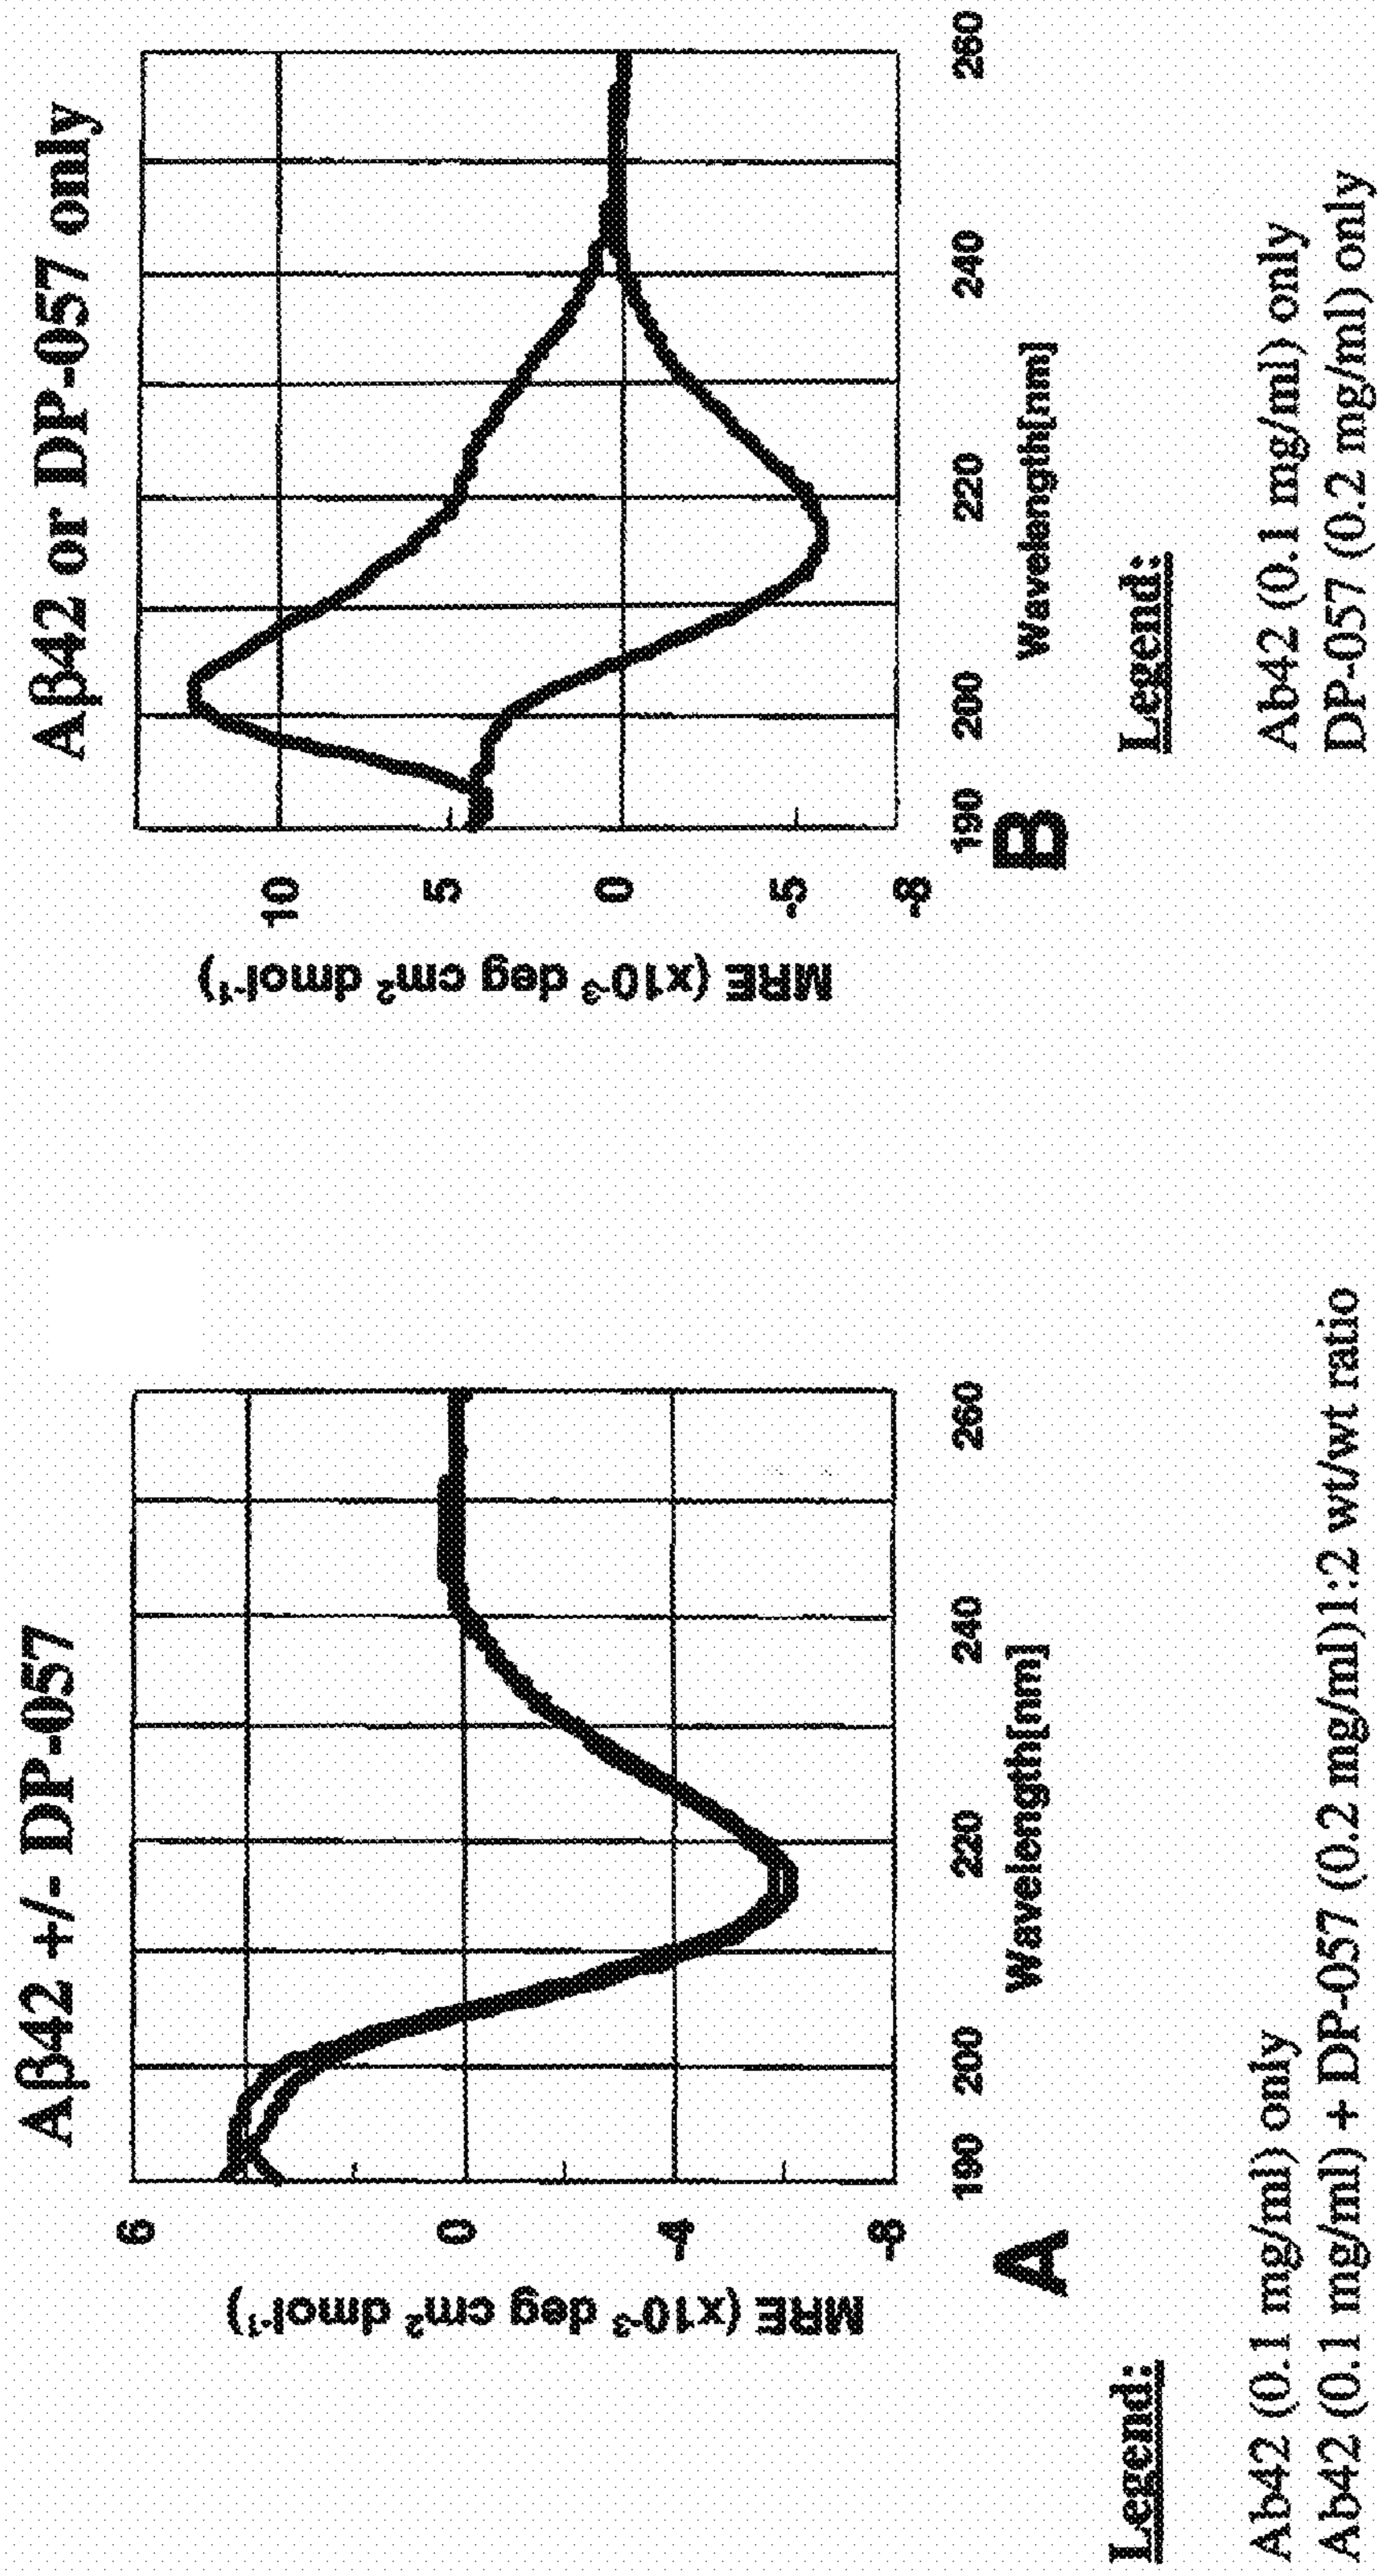 Aβ42 +/- DP-057
MRE (x10-3 deg cm2 dmol-1)
6
0
-4
-8
190
200
220
240
260
Wavelength[nm]
A
Legend:
Ab42 (0.1 mg/ml) only
Ab42 (0.1 mg/ml) + DP-057 (0.2 mg/ml)1:2 wt/wt ratio
Aβ42 or DP-057 only
MRE (x10-3 deg cm2 dmol-1)
10
5
0
-5
-8
190
200
220
240
260
Wavelength[nm]
B
Legend:
Ab42 (0.1 mg/ml) only
DP-057 (0.2 mg/ml) only